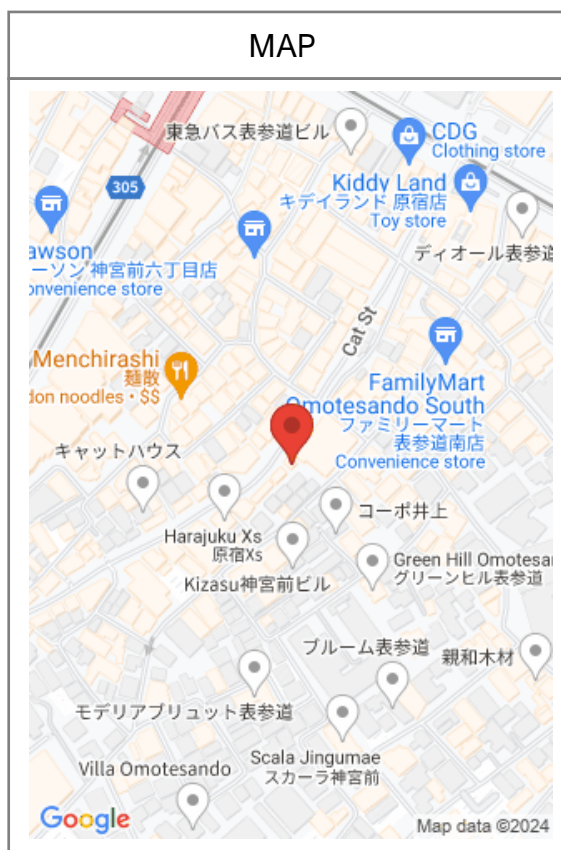 MAP
東急バス表参道ビル
CDG
Clothing store
305
Kiddy Land
キデイランド 原宿店
Toy store
ディオール表参道
awson
ーソン 神宮前六丁目店
onvenience store
Cat St
Menchirashi
麺散
don noodles • $$
FamilyMart
Omotesando South
ファミリーマート
表参道南店
Convenience store
キャットハウス
コーポ井上
Harajuku Xs
原宿Xs
Green Hill Omotesan
グリーンヒル表参道
Kizasu神宮前ビル
ブルーム表参道
親和木材
モデリアブリュット表参道
Scala Jingumae
スカーラ神宮前
Villa Omotesando
Google
Map data ©2024